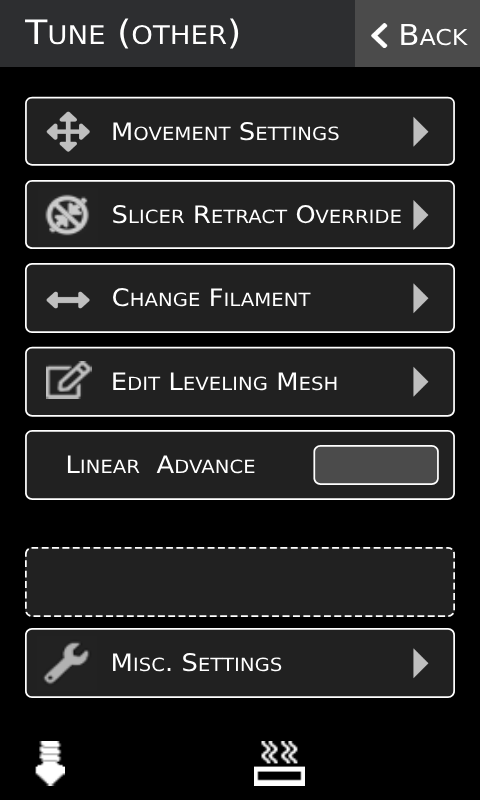 Tune (other)
Back
Movement Settings
Slicer Retract Override
Change Filament
Edit Leveling Mesh
Linear Advance
Misc. Settings